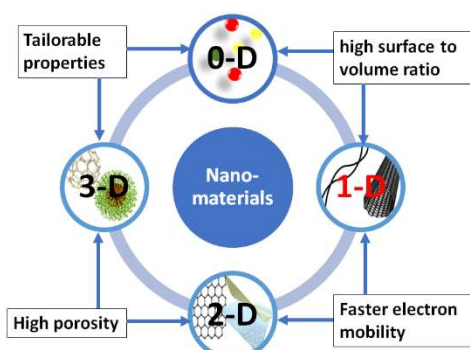 Tailorable
properties
0-D
high surface to
volume ratio
3-D
Nano-
materials
1-D
High porosity
2-D
Faster electron
mobility